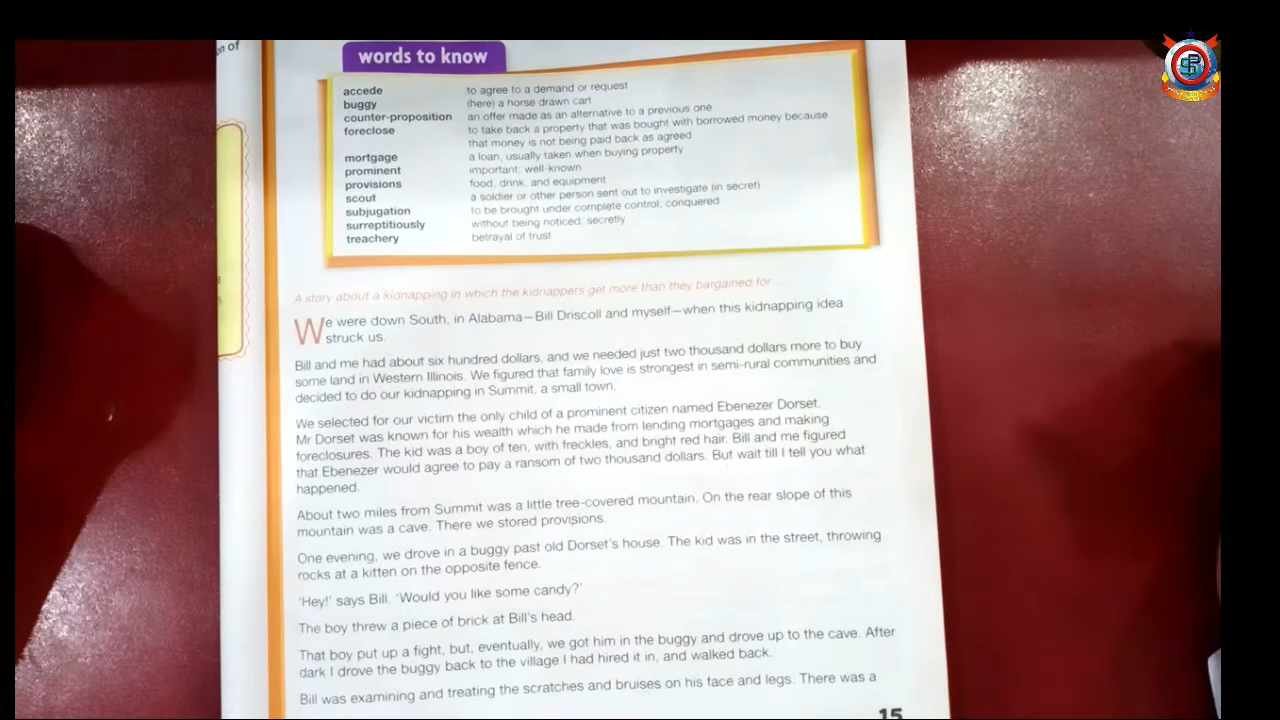 on of
words to know
accede to agree to a demand or request
buggy (here) a horse drawn cart
counter-proposition an offer made as an alternative to a previous one
foreclose to take back a property that was bought with borrowed money because
that money is not being paid back as agreed
mortgage a loan, usually taken when buying property
prominent important; well-known
provisions food, drink, and equipment
scout a soldier or other person sent out to investigate (in secret)
subjugation to be brought under complete control; conquered
surreptitiously without being noticed; secretly
treachery betrayal of trust
A story about a kidnapping in which the kidnappers get more than they bargained for...
We were down South, in Alabama—Bill Driscoll and myself—when this kidnapping idea
struck us.
Bill and me had about six hundred dollars, and we needed just two thousand dollars more to buy
some land in Western Illinois. We figured that family love is strongest in semi-rural communities and
decided to do our kidnapping in Summit, a small town.
We selected for our victim the only child of a prominent citizen named Ebenezer Dorset.
Mr Dorset was known for his wealth which he made from lending mortgages and making
foreclosures. The kid was a boy of ten, with freckles, and bright red hair. Bill and me figured
that Ebenezer would agree to pay a ransom of two thousand dollars. But wait till I tell you what
happened.
About two miles from Summit was a little tree-covered mountain. On the rear slope of this
mountain was a cave. There we stored provisions.
One evening, we drove in a buggy past old Dorset's house. The kid was in the street, throwing
rocks at a kitten on the opposite fence.
'Hey!' says Bill. 'Would you like some candy?'
The boy threw a piece of brick at Bill's head.
That boy put up a fight, but, eventually, we got him in the buggy and drove up to the cave. After
dark I drove the buggy back to the village I had hired it in, and walked back.
Bill was examining and treating the scratches and bruises on his face and legs. There was a
15